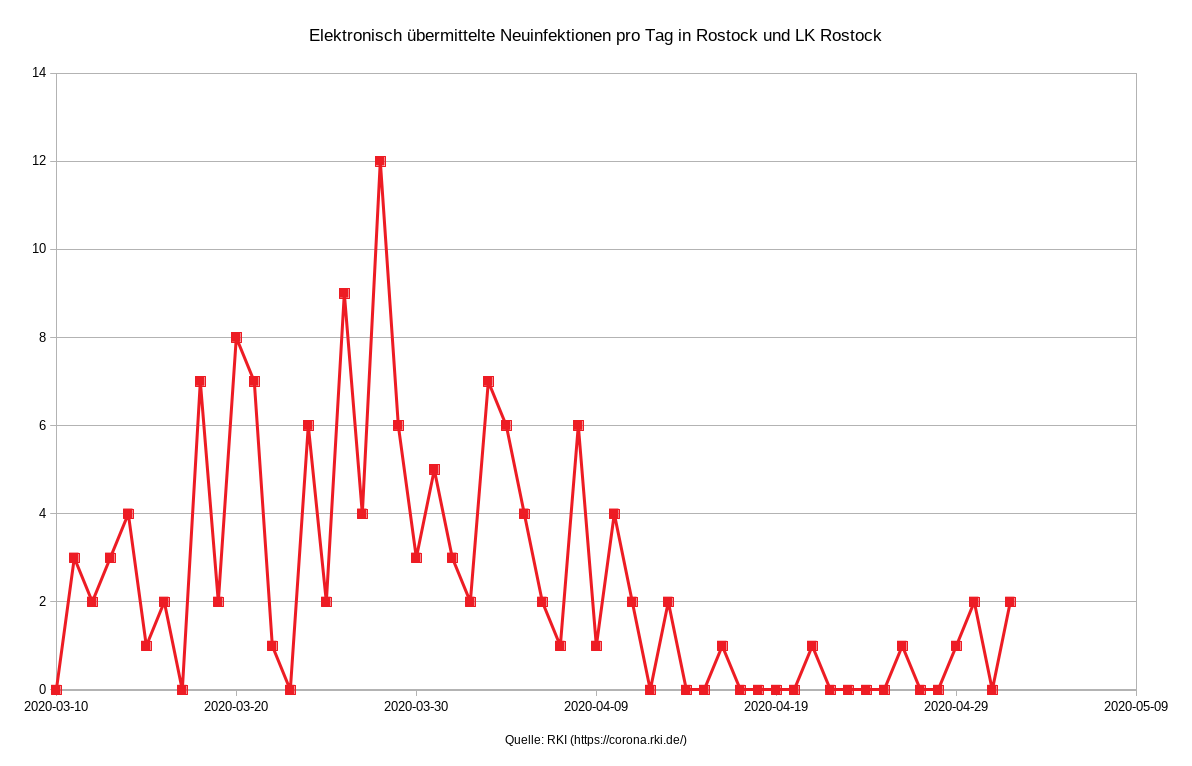 Elektronisch übermittelte Neuinfektionen pro Tag in Rostock und LK Rostock
14
12
10
8
6
4
2
0
2020-03-10 2020-03-20 2020-03-30 2020-04-09 2020-04-19 2020-04-29 2020-05-09
Quelle: RKI (https://corona.rki.de/)